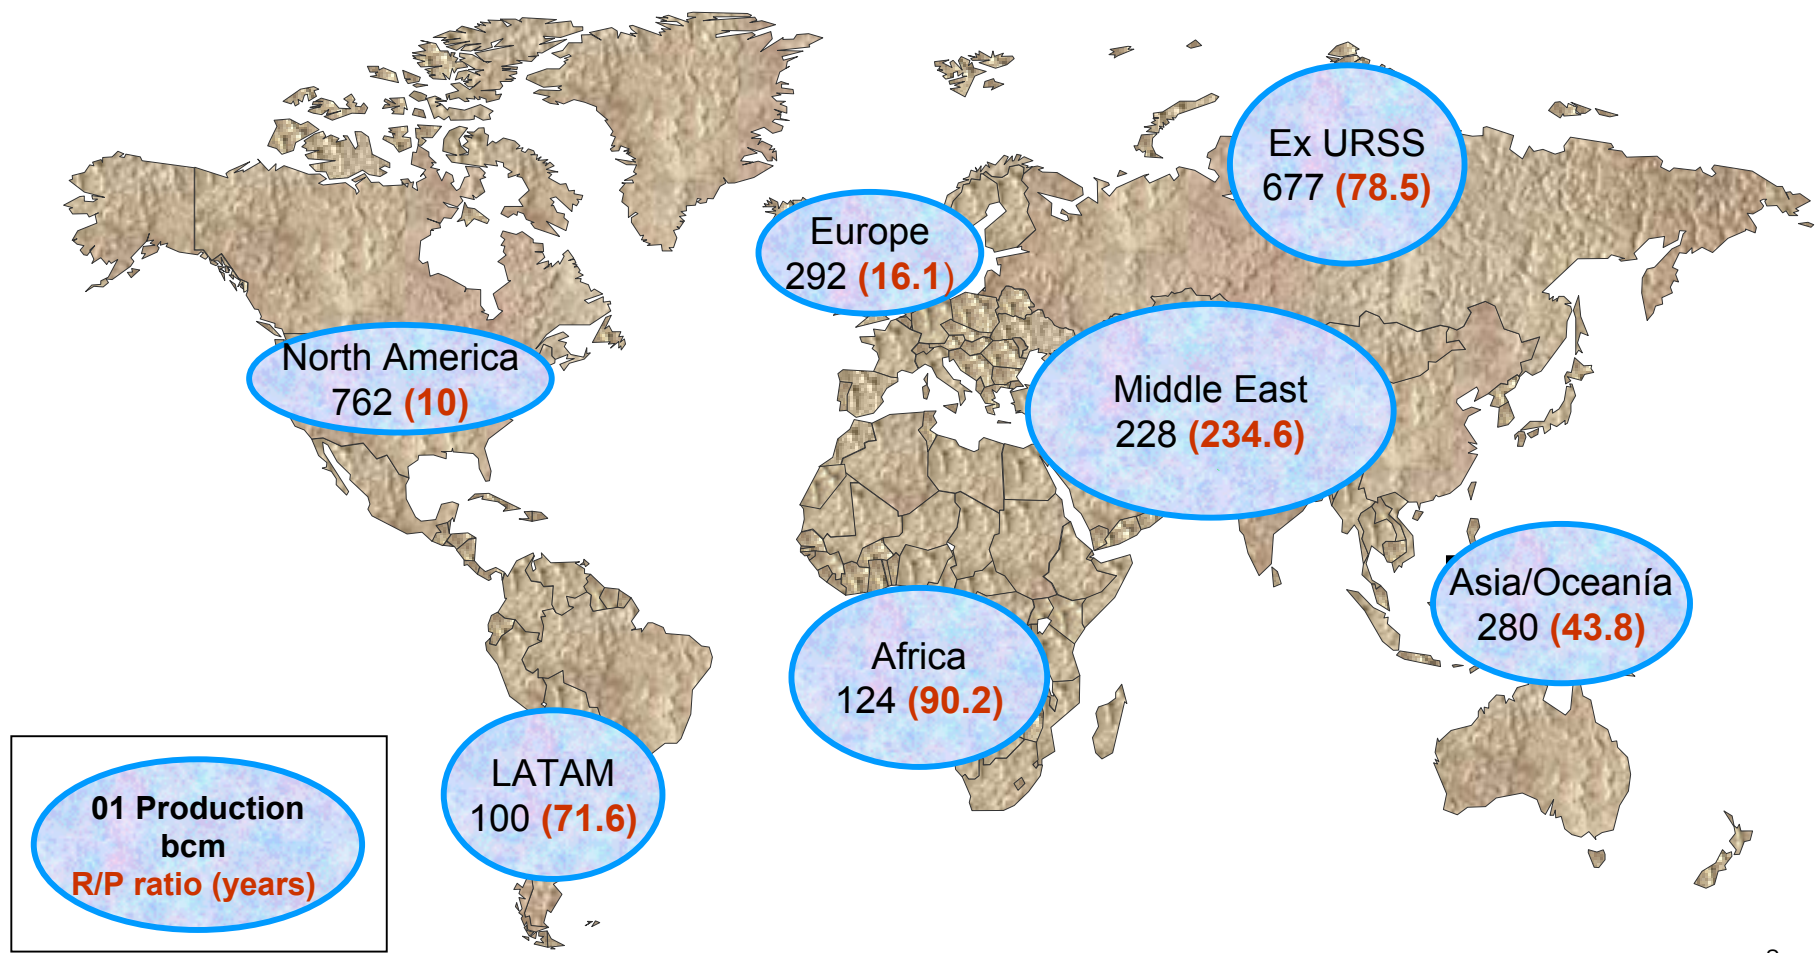 Ex URSS
677 (78.5)
Europe
292 (16.1)
North America
762 (10)
Middle East
228 (234.6)
Asia/Oceanía
280 (43.8)
Africa
124 (90.2)
LATAM
100 (71.6)
01 Production
bcm
R/P ratio (years)